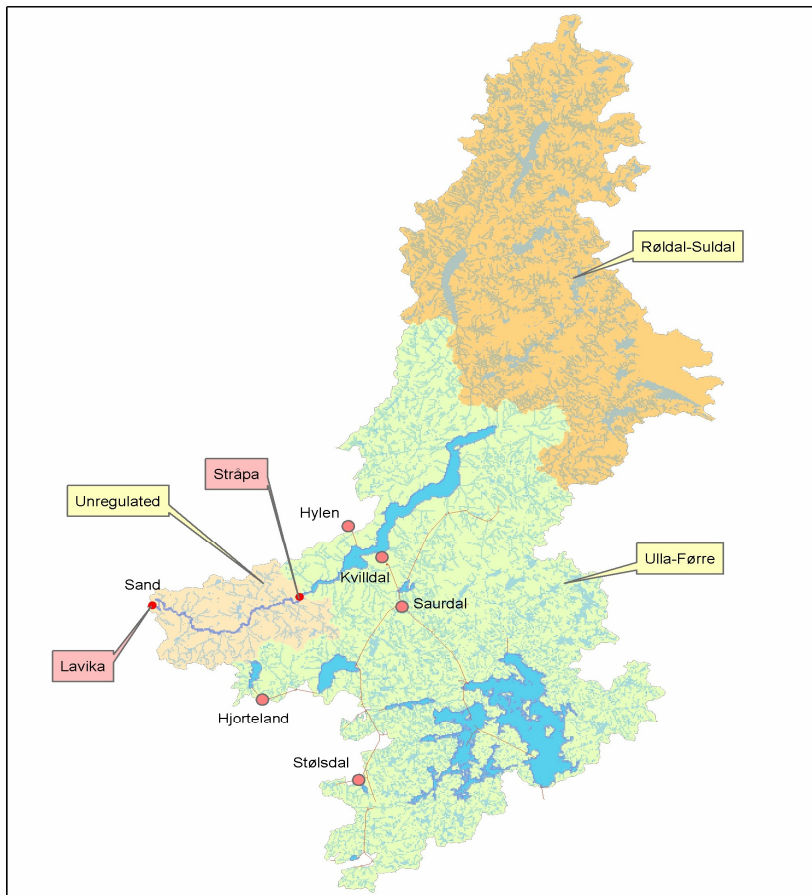 Røldal-Suldal
Stråpa
Unregulated
Hylen
Ulla-Førre
Kvilldal
Sand
Saurdal
Lavika
Hjorteland
Stølsdal